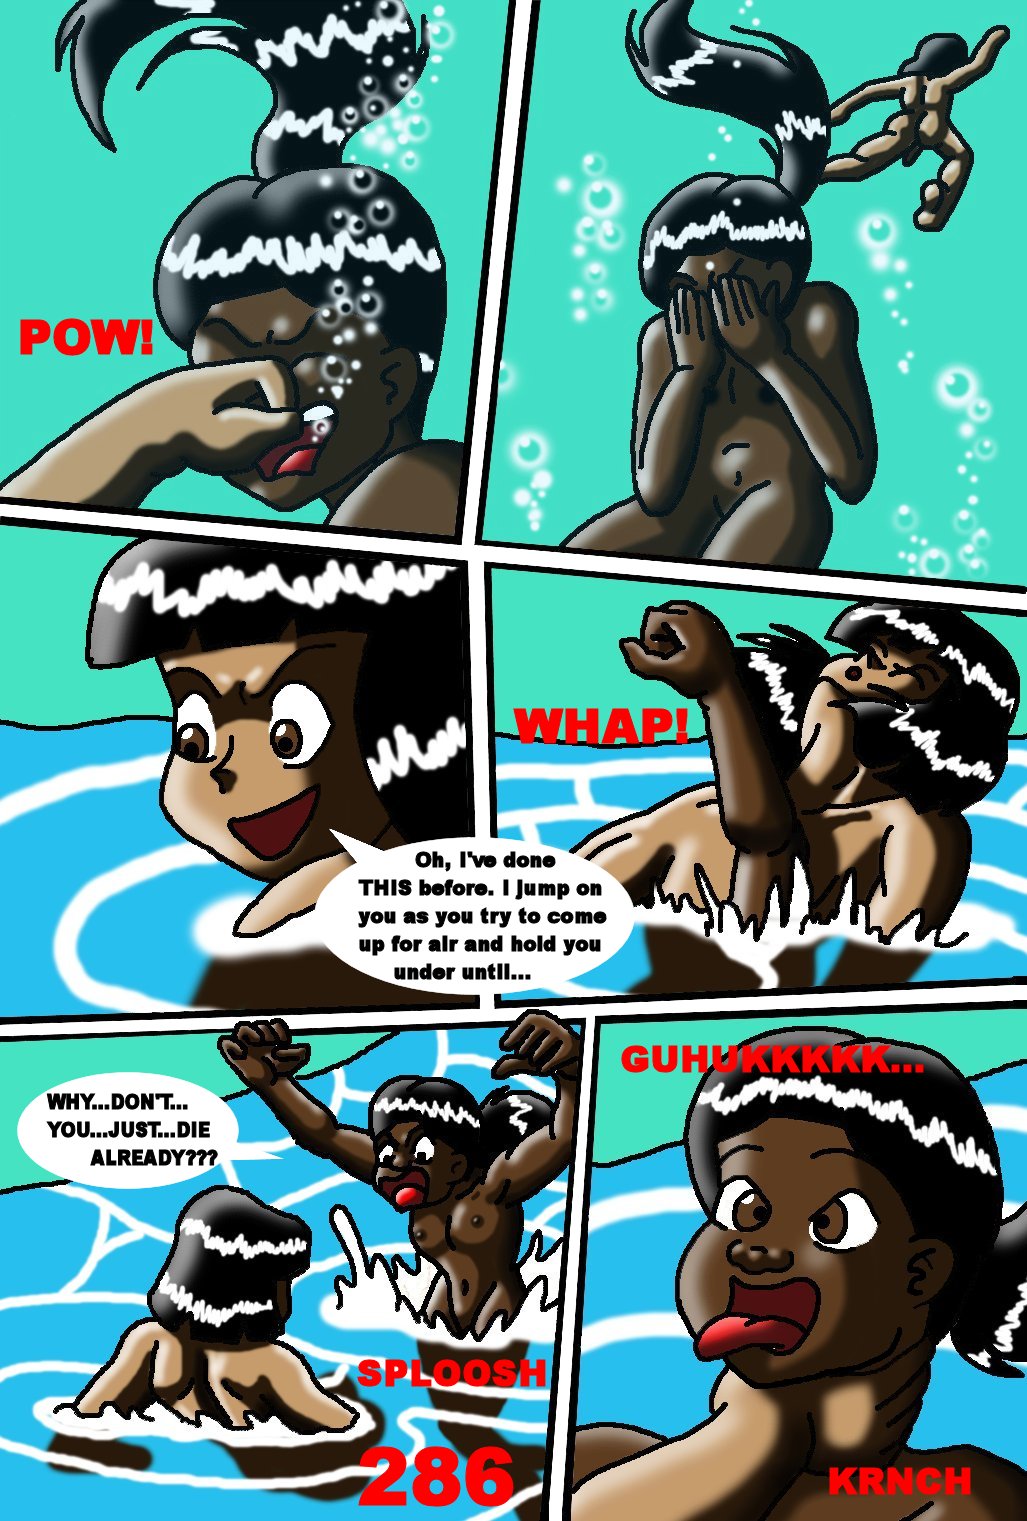 POW!
WHAP!
Oh, I've done
THIS before. I jump on
you as you try to come
up for air and hold you
under until...
WHY...DON'T...
YOU...JUST...DIE
ALREADY???
SPLOOSH
286
GUHUKKKKK...
KRNCH